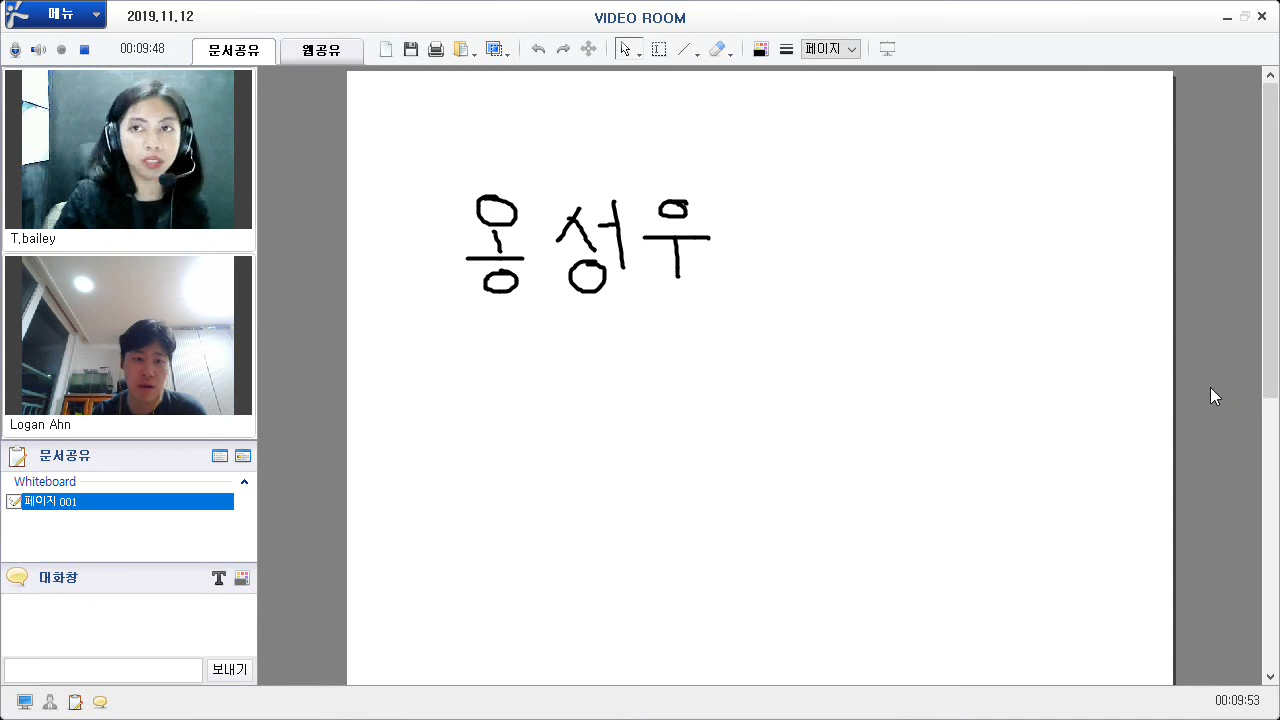 메뉴 2019.11.12 VIDEO ROOM
00:09:48 문서공유 웹공유 페이지
T.bailey
Logan Ahn
옹성우
문서공유
Whiteboard
페이지 001
대화창
T
보내기
00:09:53